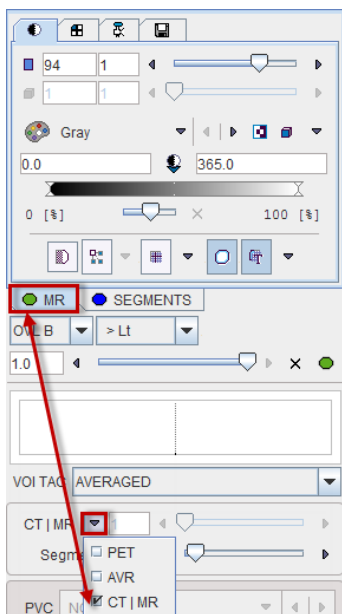 94 1
1 1
Gray
0.0 365.0
0 [%] 100 [%]
MR SEGMENTS
OVL B > Lt
1.0
VOI TAC AVERAGED
CT | MR 1
Segm
PET
AVR
CT | MR
PVC